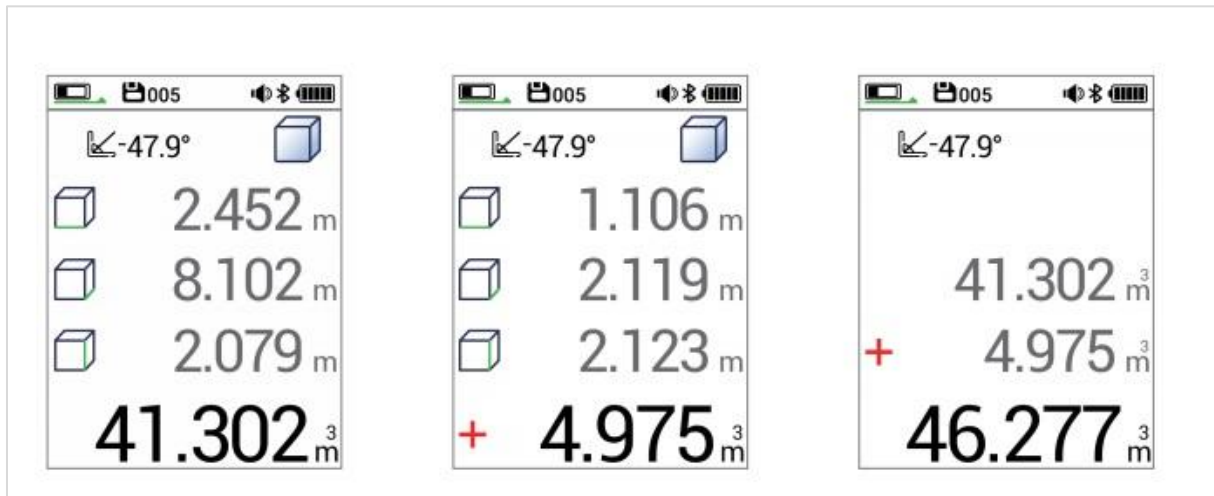 005
-47.9°
2.452 m
8.102 m
2.079 m
41.302 m³
005
-47.9°
1.106 m
2.119 m
2.123 m
+ 4.975 m³
005
-47.9°
41.302 m³
+ 4.975 m³
46.277 m³